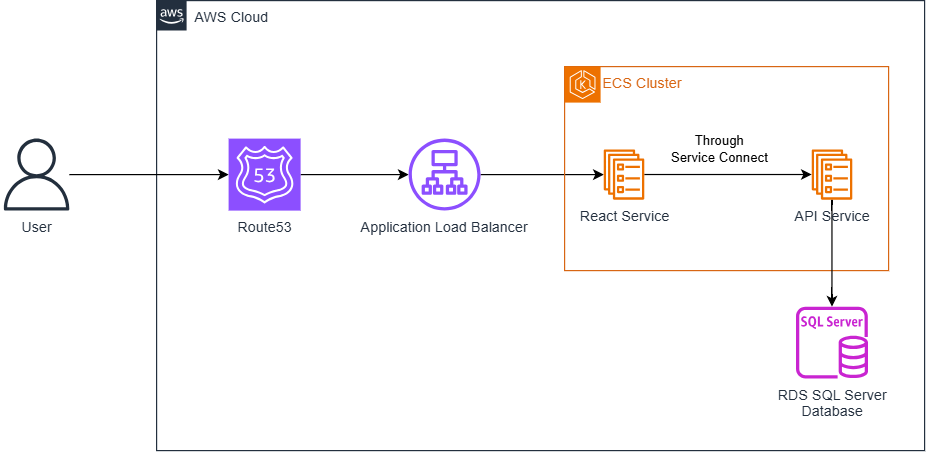 aws
AWS Cloud
ECS Cluster
Through
Service Connect
53
K
User
Route53
Application Load Balancer
React Service
API Service
SQL Server
RDS SQL Server
Database